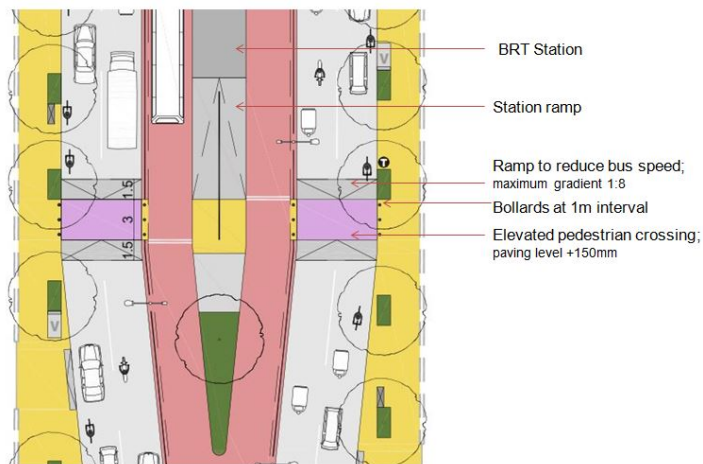 BRT Station
V
Station ramp
T
Ramp to reduce bus speed;
maximum gradient 1:8
1.5
Bollards at 1m interval
3
Elevated pedestrian crossing;
paving level +150mm
1.5
V